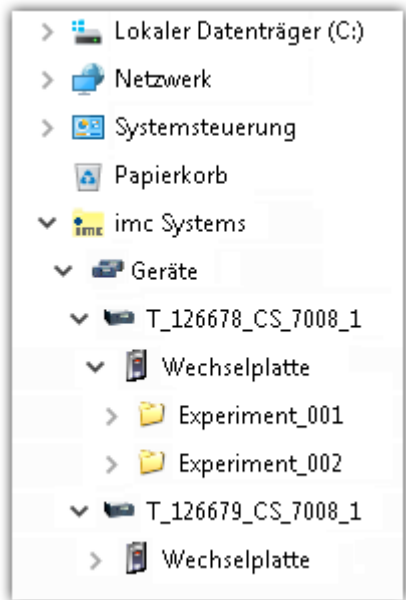 Lokaler Datenträger (C:)
Netzwerk
Systemsteuerung
Papierkorb
imc Systems
Geräte
T_126678_CS_7008_1
Wechselplatte
Experiment_001
Experiment_002
T_126679_CS_7008_1
Wechselplatte